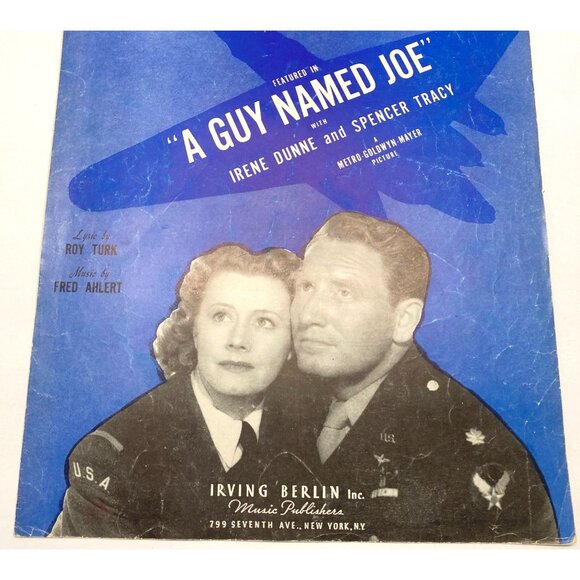 FEATURED IN
"A GUY NAMED JOE"
WITH
IRENE DUNNE and SPENCER TRACY
A
METRO-GOLDWYN-MAYER
PICTURE
Lyric by
ROY TURK
Music by
FRED AHLERT
U.S.A
U.S
IRVING BERLIN Inc.
Music Publishers
799 SEVENTH AVE., NEW YORK, N.Y.